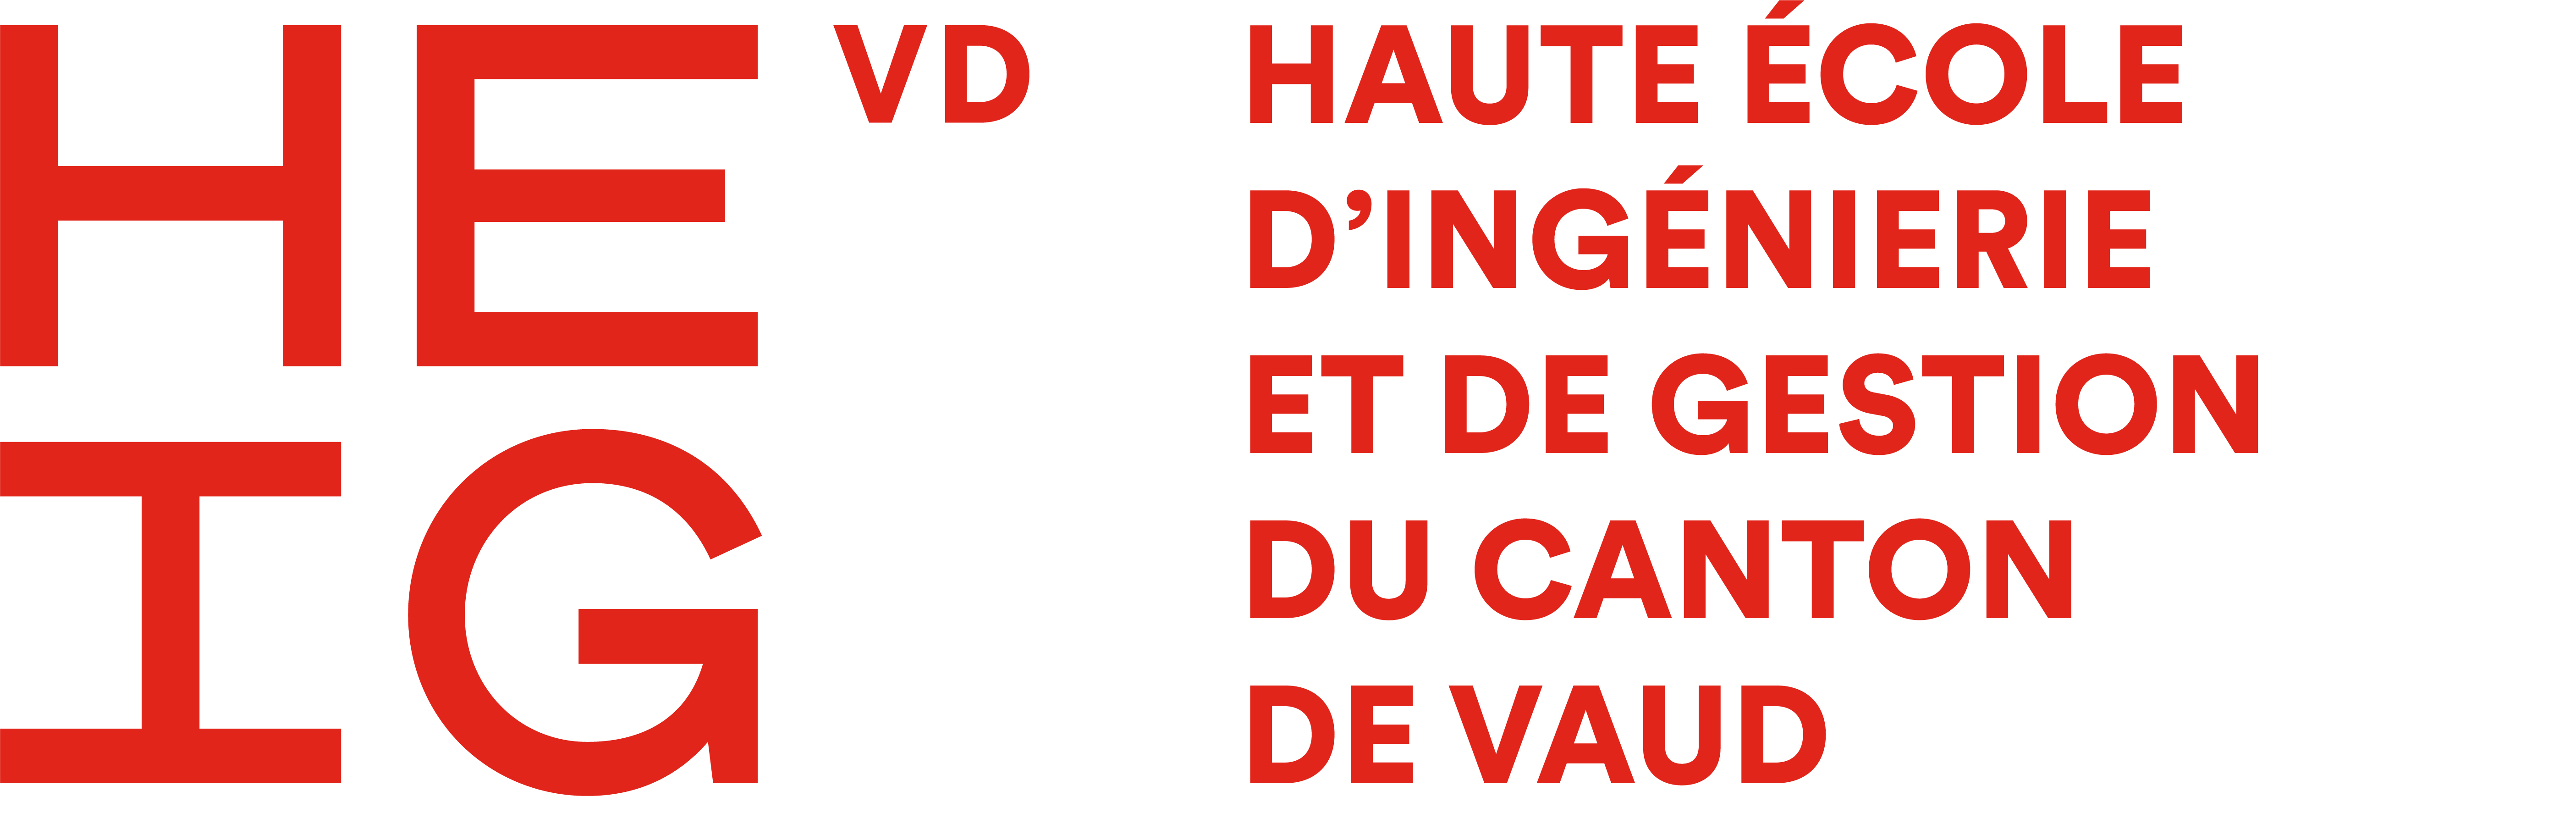 HE VD
IG
HAUTE ÉCOLE
D’INGÉNIERIE
ET DE GESTION
DU CANTON
DE VAUD